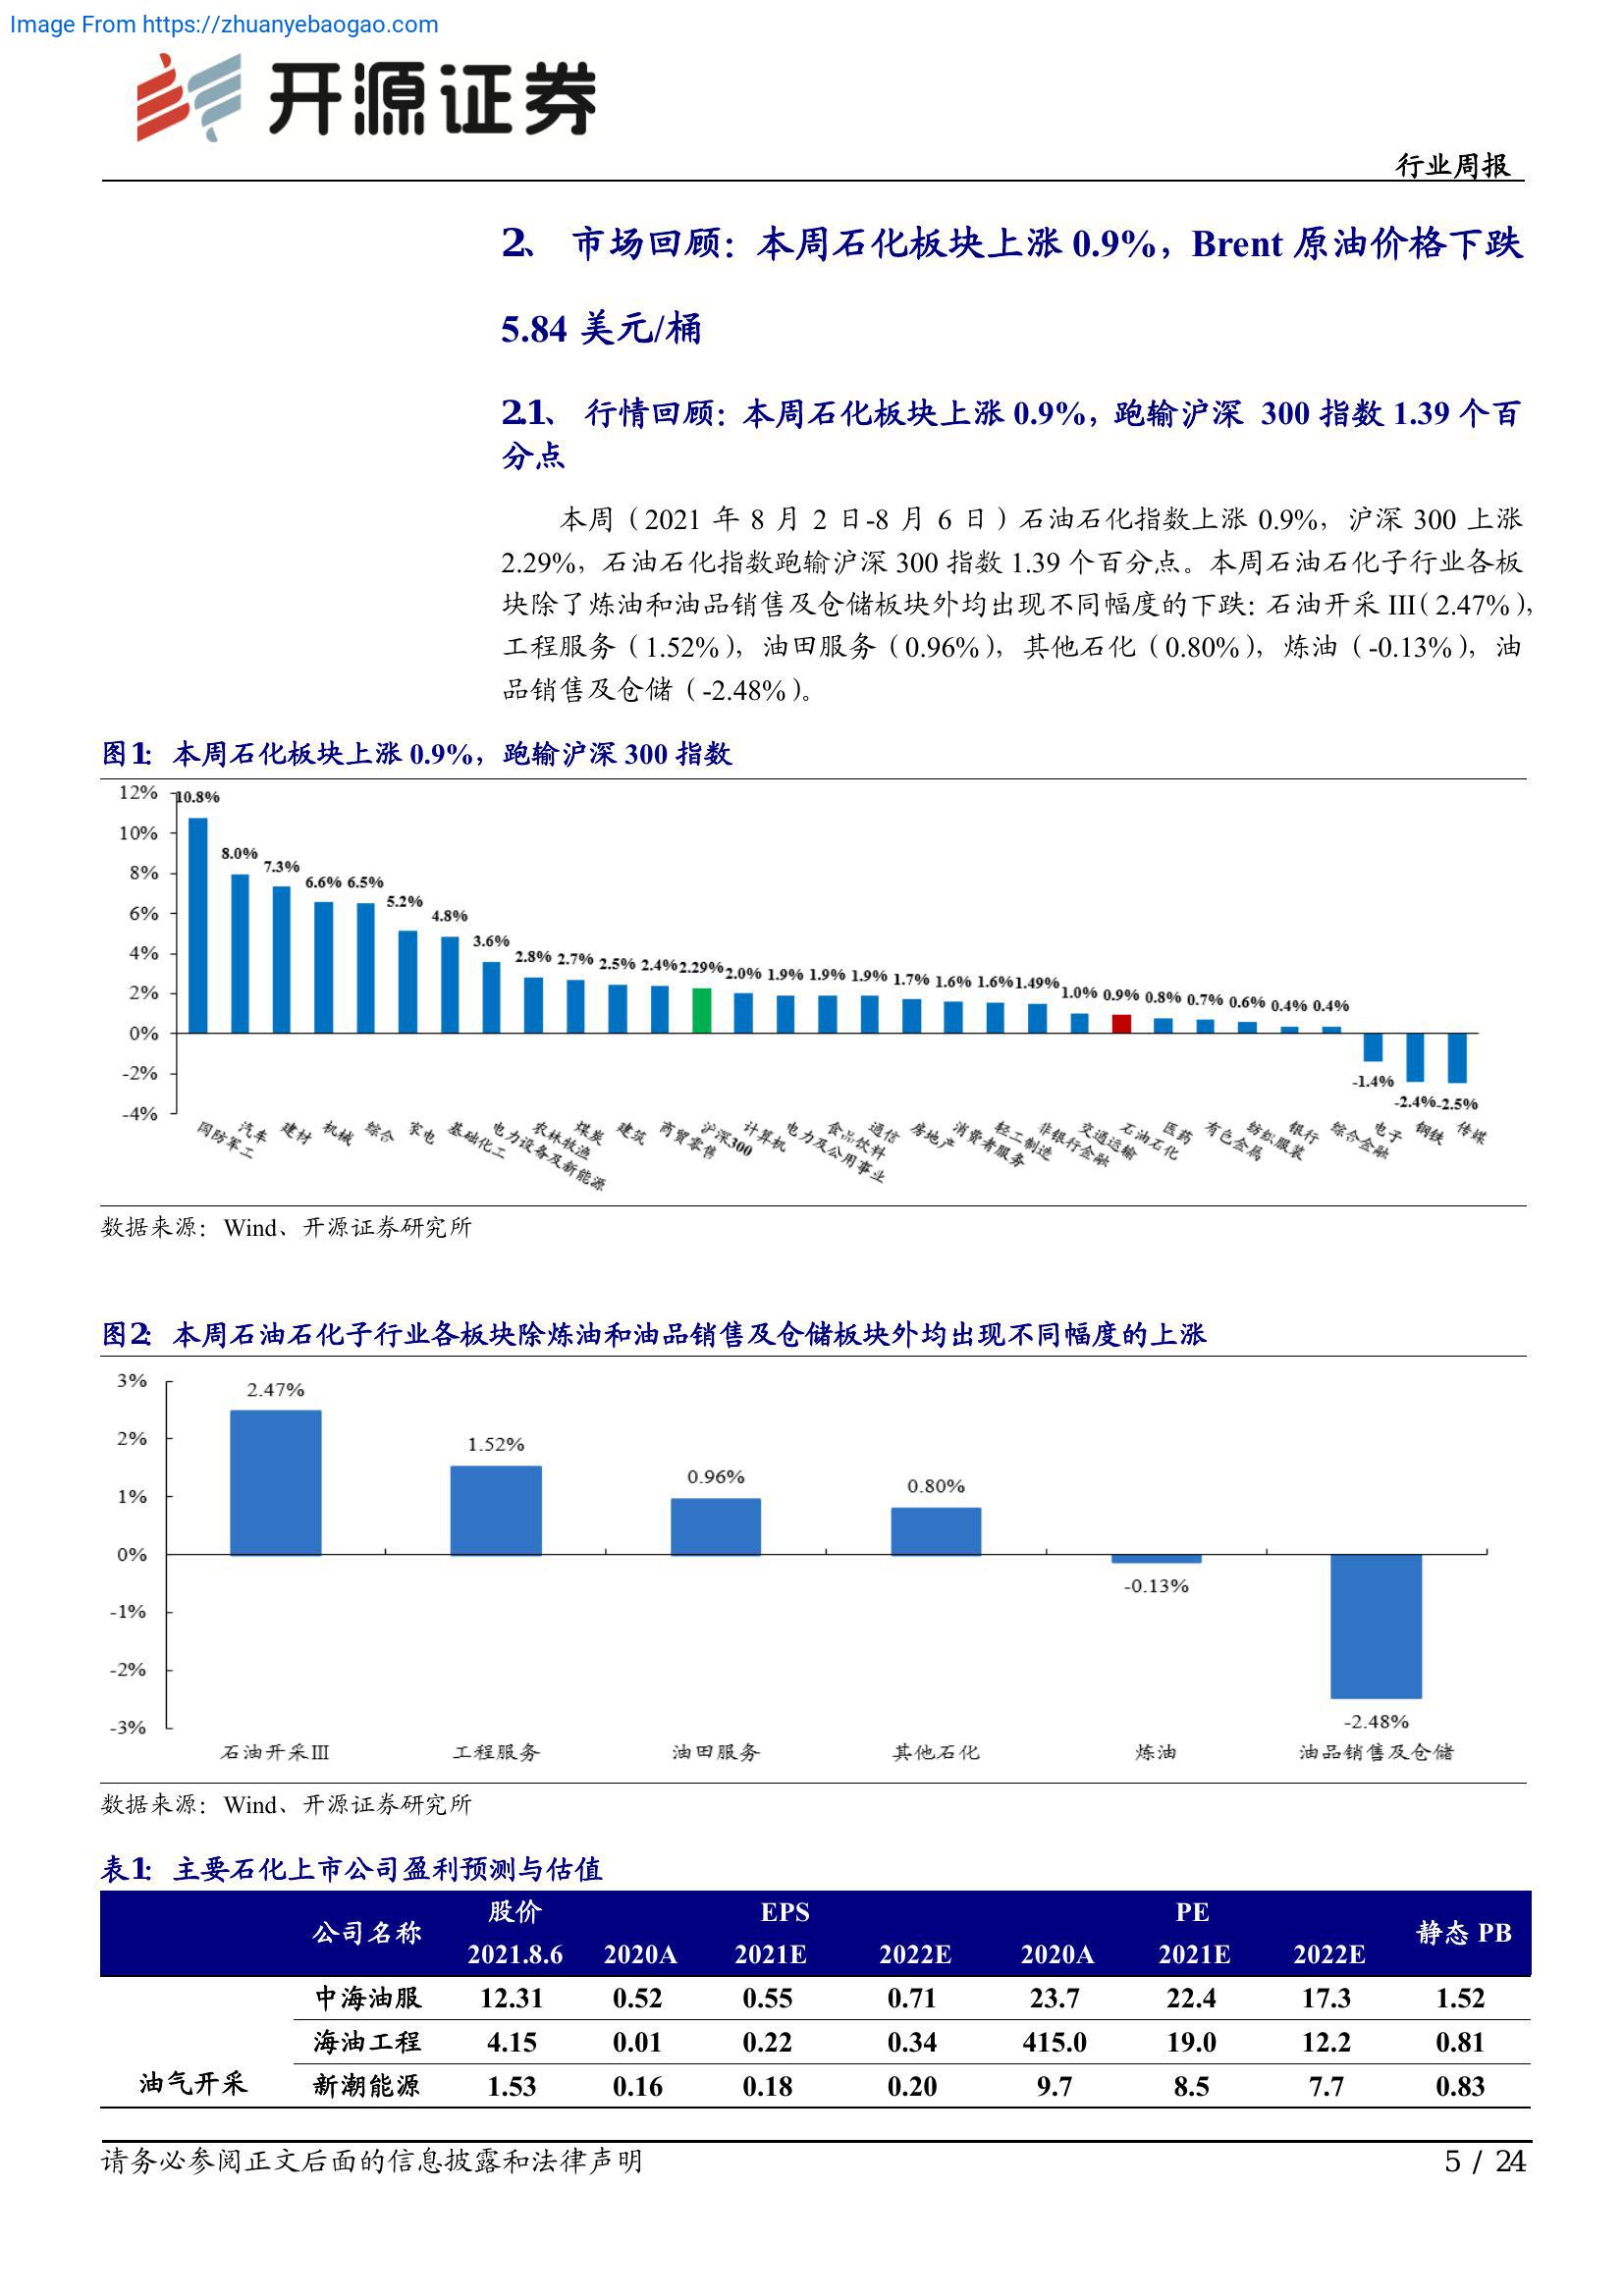 Image From https://zhuanyebaogao.com
开源证券
行业周报
2、 市场回顾：本周石化板块上涨 0.9%，Brent 原油价格下跌
5.84 美元/桶
2.1、 行情回顾：本周石化板块上涨 0.9%，跑输沪深 300 指数 1.39 个百
分点
本周（2021 年 8 月 2 日-8 月 6 日）石油石化指数上涨 0.9%，沪深 300 上涨
2.29%，石油石化指数跑输沪深 300 指数 1.39 个百分点。本周石油石化子行业各板
块除了炼油和油品销售及仓储板块外均出现不同幅度的下跌：石油开采 III（2.47%），
工程服务（1.52%），油田服务（0.96%），其他石化（0.80%），炼油（-0.13%），油
品销售及仓储（-2.48%）。
图1： 本周石化板块上涨 0.9%，跑输沪深 300 指数
12%
10%
8%
6%
4%
2%
0%
-2%
-4%
10.8% 8.0% 7.3% 6.6% 6.5% 5.2% 4.8% 3.6% 2.8% 2.7% 2.5% 2.4% 2.29% 2.0% 1.9% 1.9% 1.9% 1.7% 1.6% 1.6% 1.49% 1.0% 0.9% 0.8% 0.7% 0.6% 0.4% 0.4% -1.4% -2.4% -2.5%
国防军工 汽车 建材 机械 综合 家电 基础化工 电力设备及新能源 农林牧渔 煤炭 建筑 商贸零售 沪深300 计算机 电力及公用事业 食品饮料 通信 房地产 消费者服务 轻工制造 非银行金融 交通运输 石油石化 医药 有色金属 纺织服装 银行 综合金融 电子 钢铁 传媒
数据来源：Wind、开源证券研究所
图2： 本周石油石化子行业各板块除炼油和油品销售及仓储板块外均出现不同幅度的上涨
3%
2%
1%
0%
-1%
-2%
-3%
2.47% 1.52% 0.96% 0.80% -0.13% -2.48%
石油开采Ⅲ 工程服务 油田服务 其他石化 炼油 油品销售及仓储
数据来源：Wind、开源证券研究所
表1： 主要石化上市公司盈利预测与估值
公司名称 股价 EPS PE 静态 PB
2021.8.6 2020A 2021E 2022E 2020A 2021E 2022E
中海油服 12.31 0.52 0.55 0.71 23.7 22.4 17.3 1.52
海油工程 4.15 0.01 0.22 0.34 415.0 19.0 12.2 0.81
油气开采 新潮能源 1.53 0.16 0.18 0.20 9.7 8.5 7.7 0.83
请务必参阅正文后面的信息披露和法律声明
5 / 24